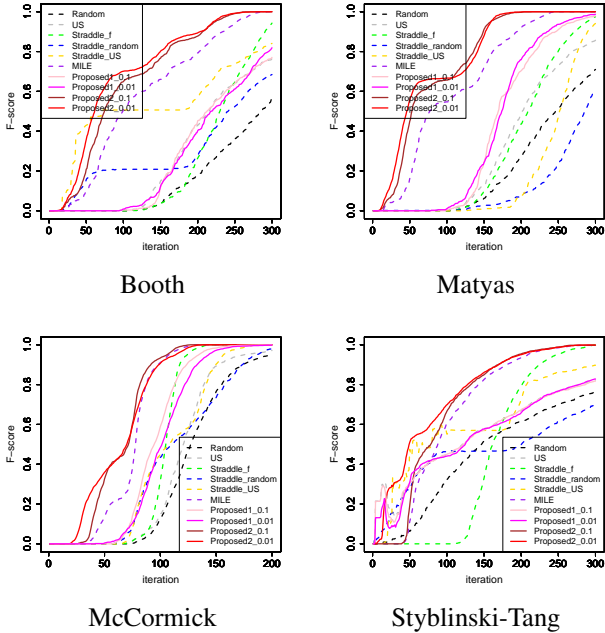 Random
US
Straddle_f
Straddle_random
Straddle_US
MILE
Proposed1_0.1
Proposed1_0.01
Proposed2_0.1
Proposed2_0.01
F-score
0.0 0.2 0.4 0.6 0.8 1.0
0 50 100 150 200 250 300
iteration
Booth
Random
US
Straddle_f
Straddle_random
Straddle_US
MILE
Proposed1_0.1
Proposed1_0.01
Proposed2_0.1
Proposed2_0.01
F-score
0.0 0.2 0.4 0.6 0.8 1.0
0 50 100 150 200 250 300
iteration
Matyas
F-score
0.0 0.2 0.4 0.6 0.8 1.0
Random
US
Straddle_f
Straddle_random
Straddle_US
MILE
Proposed1_0.1
Proposed1_0.01
Proposed2_0.1
Proposed2_0.01
0 50 100 150 200
iteration
McCormick
F-score
0.0 0.2 0.4 0.6 0.8 1.0
Random
US
Straddle_f
Straddle_random
Straddle_US
MILE
Proposed1_0.1
Proposed1_0.01
Proposed2_0.1
Proposed2_0.01
0 50 100 150 200 250 300
iteration
Styblinski-Tang